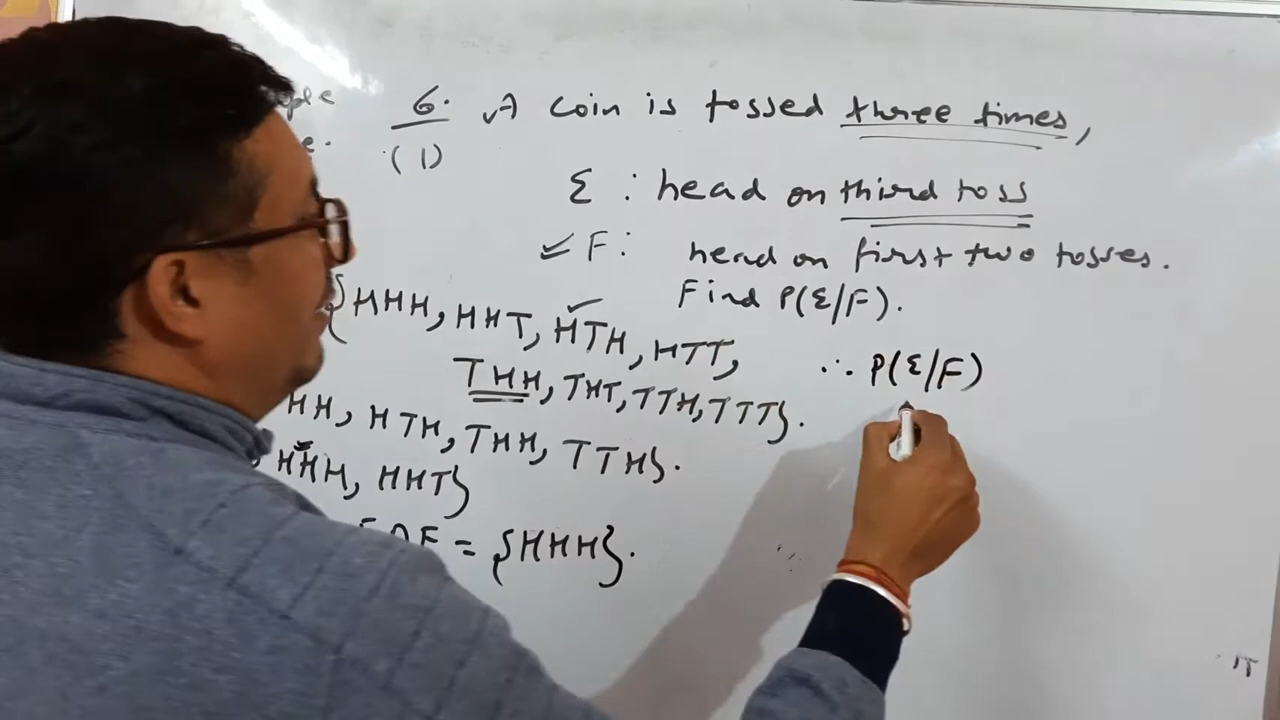 6. A coin is tossed three times,
(1)
E : head on third toss
✓ F : head on first two tosses.
Find P(E/F).
{HHH, HHT, HTH, HTT,
THH, THT, TTH, TTT}.
HH, HTH, THH, TTH}.
HHH, HHT}
E∩F = {HHH}.
∴ P(E/F)